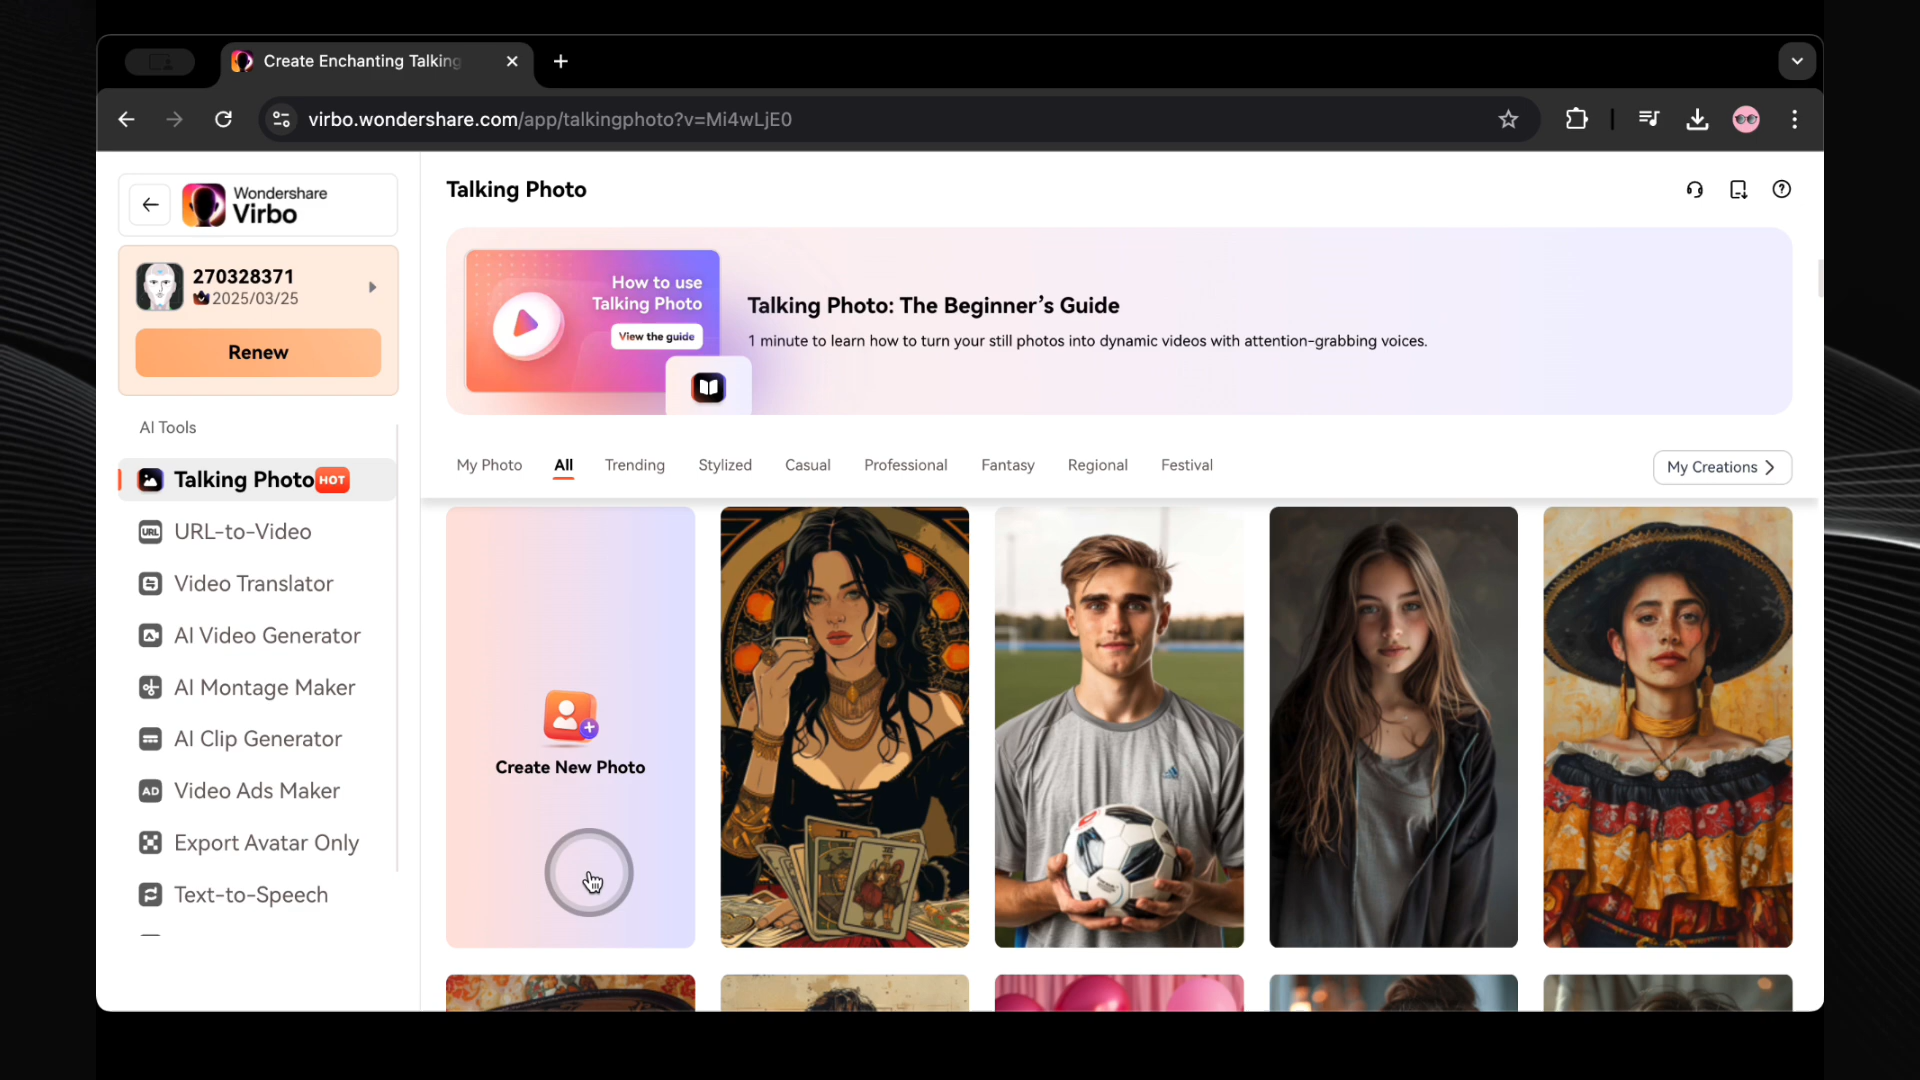 Create Enchanting Talking
virbo.wondershare.com/app/talkingphoto?v=Mi4wLjE0
Wondershare
Virbo
270328371
2025/03/25
Renew
AI Tools
Talking Photo HOT
URL URL-to-Video
Video Translator
AI Video Generator
AI Montage Maker
AI Clip Generator
AD Video Ads Maker
Export Avatar Only
Text-to-Speech
Talking Photo
How to use
Talking Photo
View the guide
Talking Photo: The Beginner’s Guide
1 minute to learn how to turn your still photos into dynamic videos with attention-grabbing voices.
My Photo All Trending Stylized Casual Professional Fantasy Regional Festival
My Creations
Create New Photo